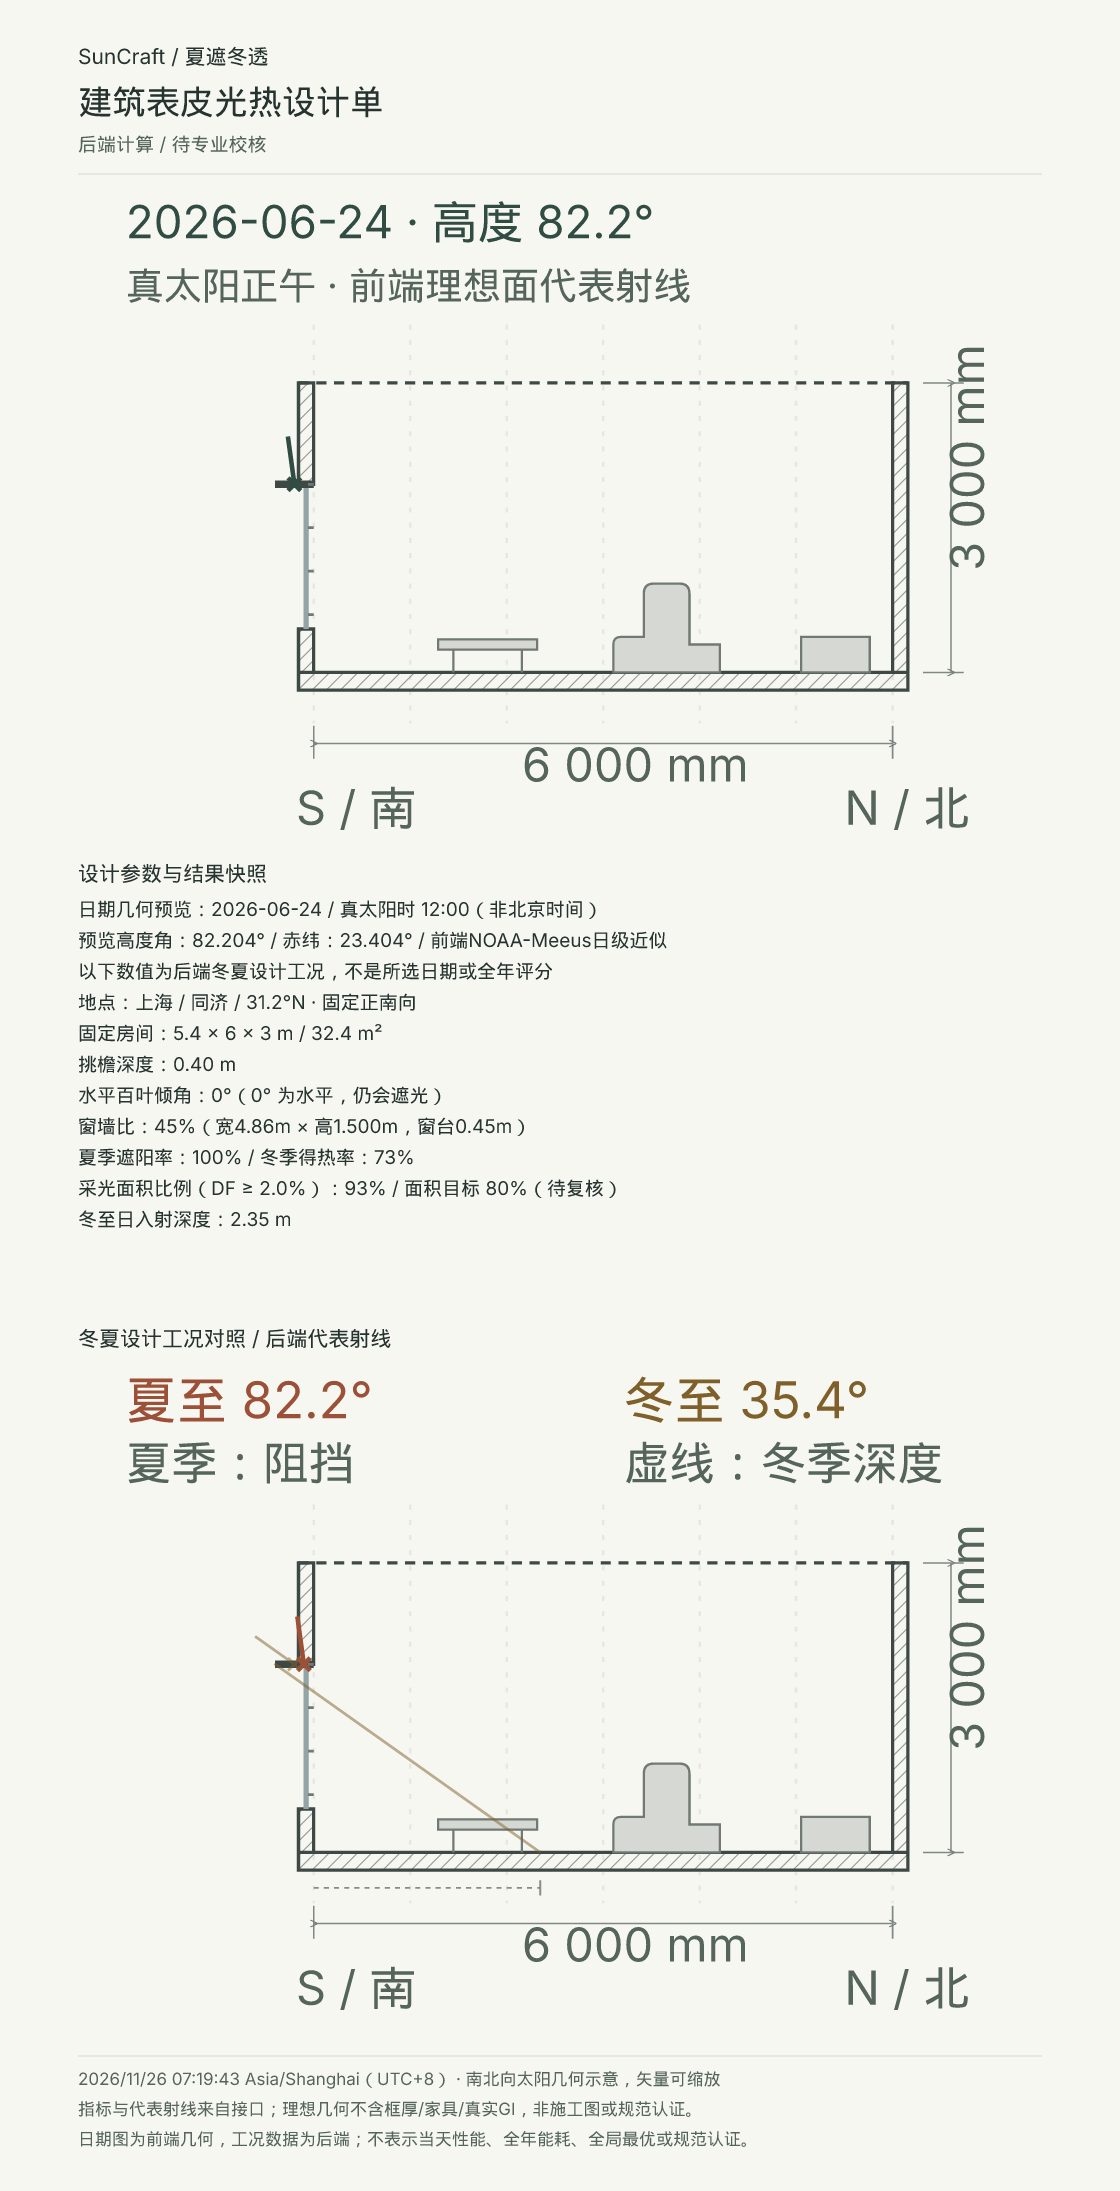 SunCraft / 夏遮冬透
建筑表皮光热设计单
后端计算 / 待专业校核
2026-06-24 · 高度 82.2°
真太阳正午 · 前端理想面代表射线
3 000 mm
6 000 mm
S / 南
N / 北
设计参数与结果快照
日期几何预览：2026-06-24 / 真太阳时 12:00（非北京时间）
预览高度角：82.204° / 赤纬：23.404° / 前端NOAA-Meeus日级近似
以下数值为后端冬夏设计工况，不是所选日期或全年评分
地点：上海 / 同济 / 31.2°N · 固定正南向
固定房间：5.4 × 6 × 3 m / 32.4 m²
挑檐深度：0.40 m
水平百叶倾角：0°（0° 为水平，仍会遮光）
窗墙比：45%（宽4.86m × 高1.500m，窗台0.45m）
夏季遮阳率：100% / 冬季得热率：73%
采光面积比例（DF ≥ 2.0%）：93% / 面积目标 80%（待复核）
冬至日入射深度：2.35 m
冬夏设计工况对照 / 后端代表射线
夏至 82.2°
冬至 35.4°
夏季：阻挡
虚线：冬季深度
3 000 mm
6 000 mm
S / 南
N / 北
2026/11/26 07:19:43 Asia/Shanghai（UTC+8）· 南北向太阳几何示意，矢量可缩放
指标与代表射线来自接口；理想几何不含框厚/家具/真实GI，非施工图或规范认证。
日期图为前端几何，工况数据为后端；不表示当天性能、全年能耗、全局最优或规范认证。